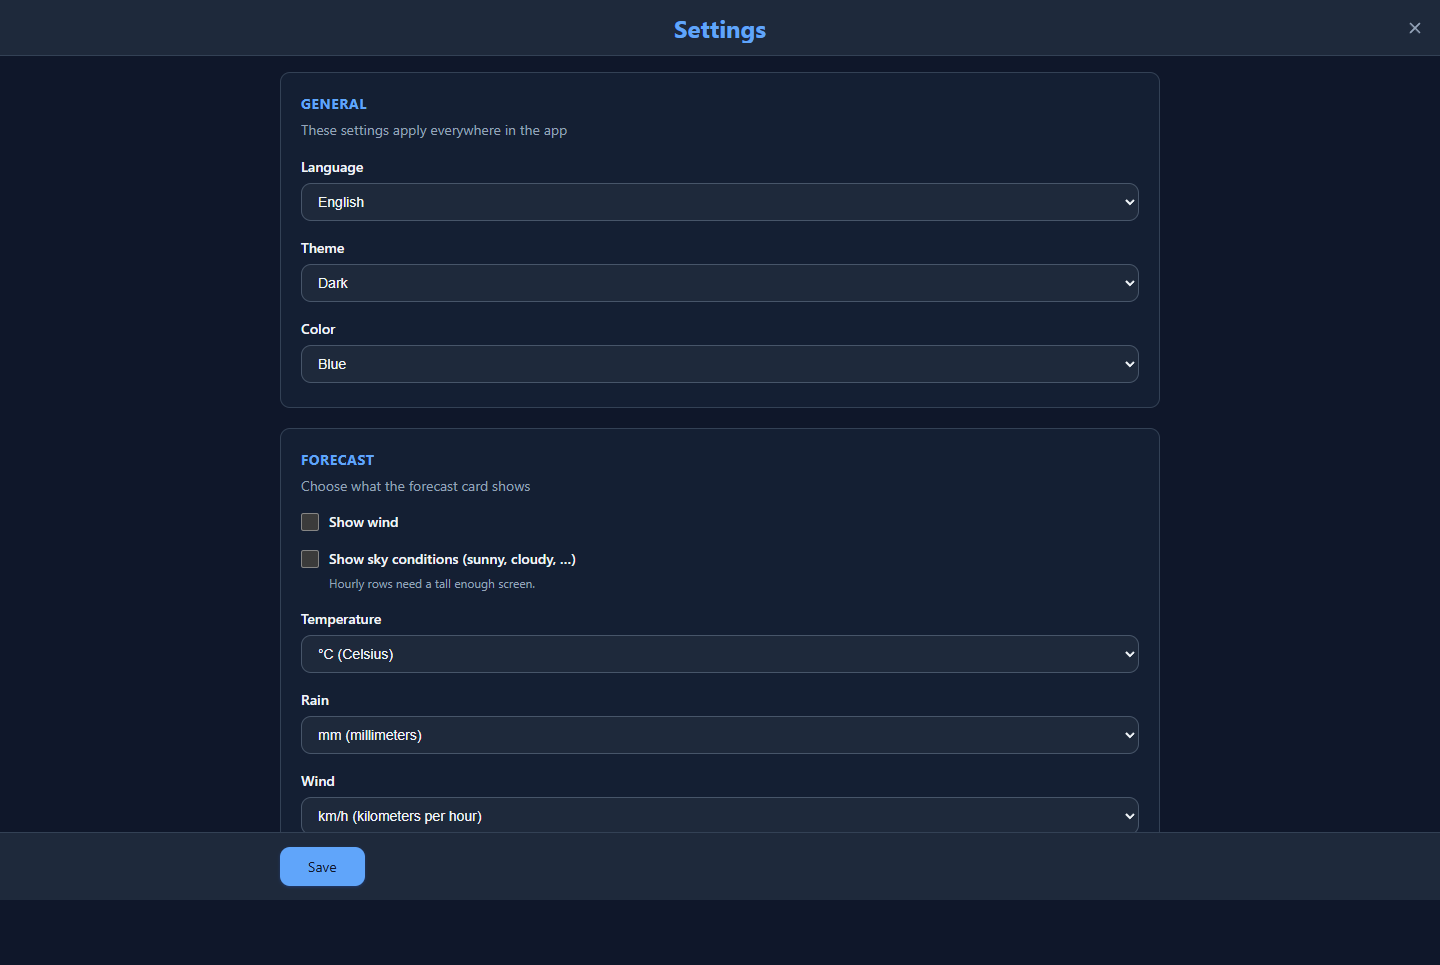 Settings
×
GENERAL
These settings apply everywhere in the app
Language
English
Theme
Dark
Color
Blue
FORECAST
Choose what the forecast card shows
Show wind
Show sky conditions (sunny, cloudy, ...)
Hourly rows need a tall enough screen.
Temperature
°C (Celsius)
Rain
mm (millimeters)
Wind
km/h (kilometers per hour)
Save